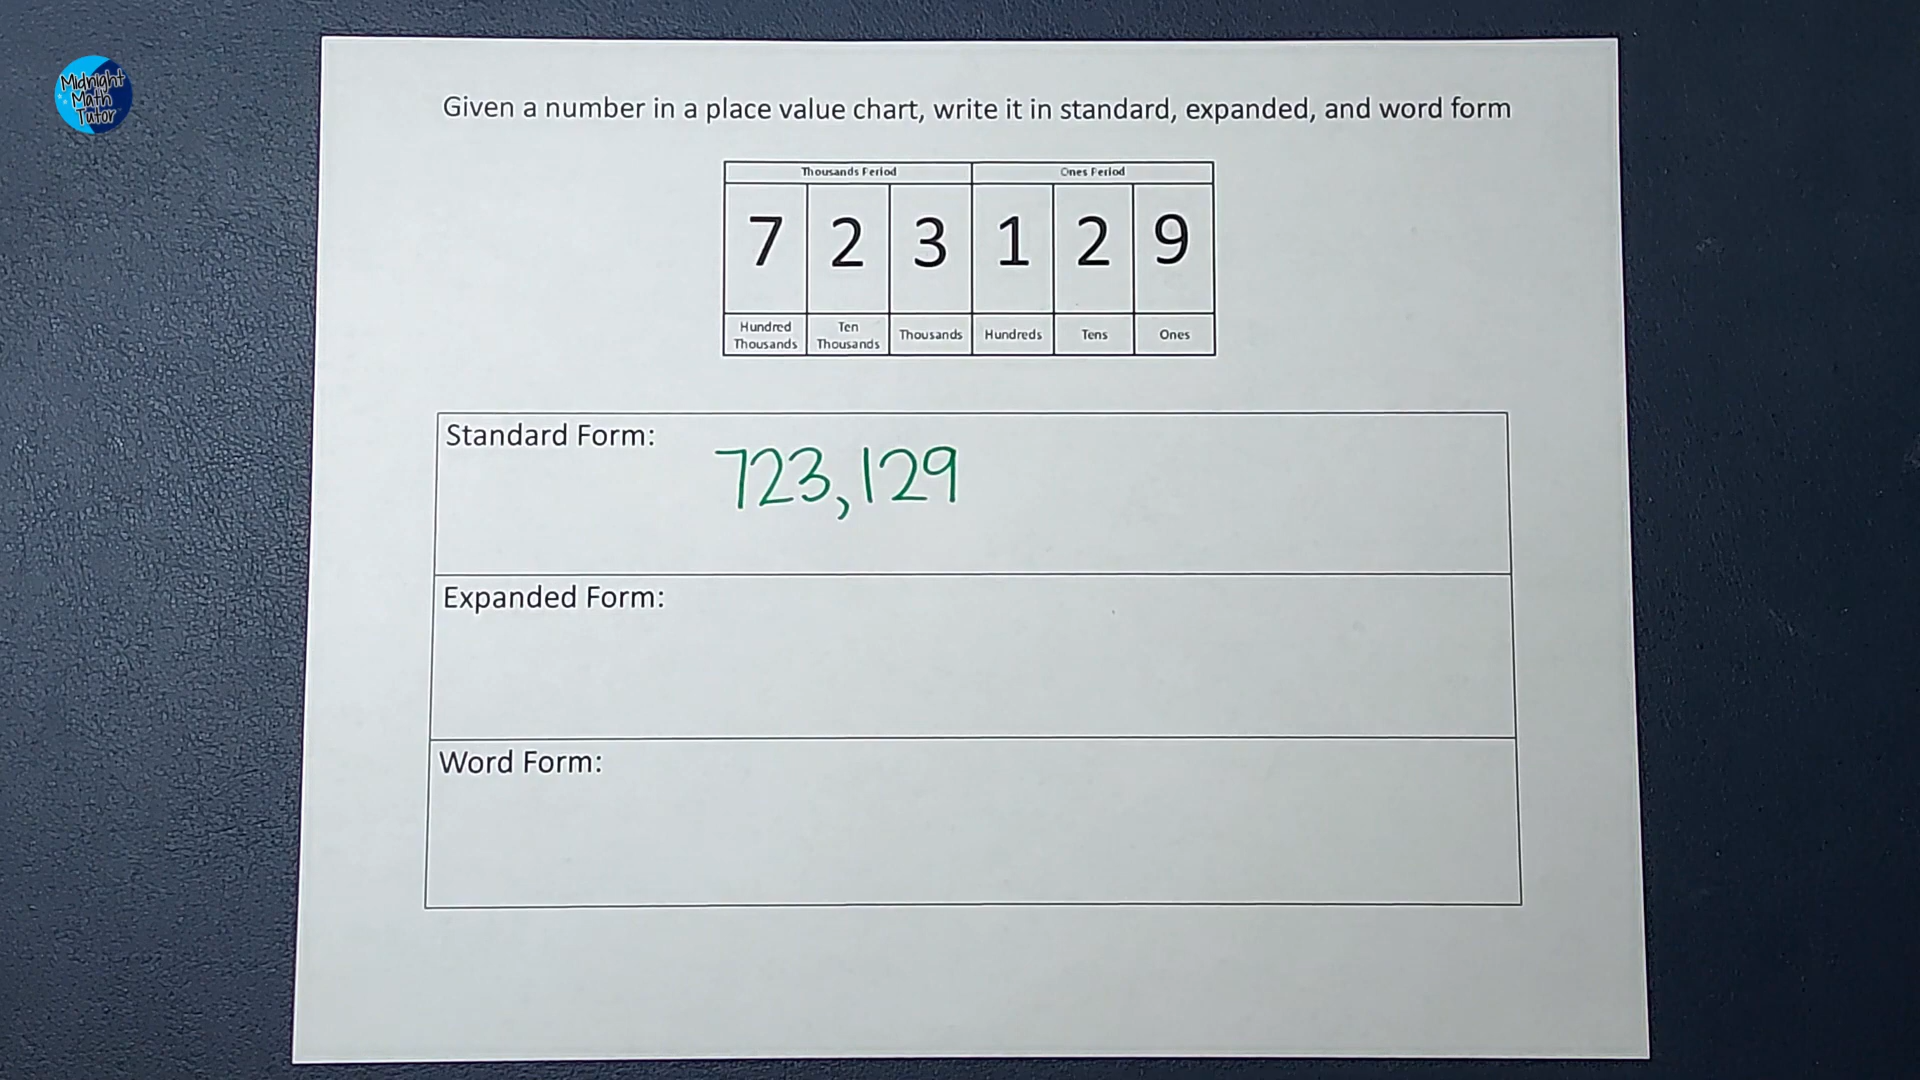 Midnight
Math
Tutor
Given a number in a place value chart, write it in standard, expanded, and word form
Thousands Period Ones Period
7 2 3 1 2 9
Hundred Thousands Ten Thousands Thousands Hundreds Tens Ones
Standard Form:
723,129
Expanded Form:
Word Form: